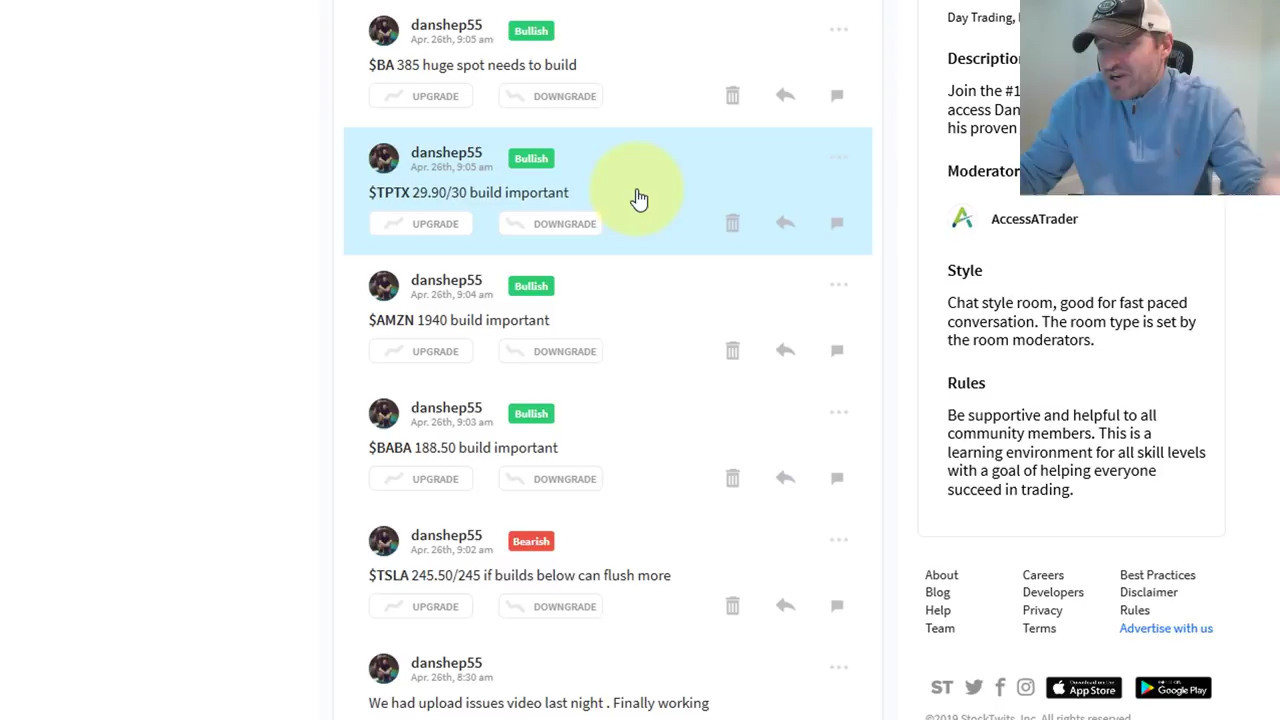 danshep55 Bullish
Apr. 26th, 9:05 am
$BA 385 huge spot needs to build
UPGRADE DOWNGRADE
danshep55 Bullish
Apr. 26th, 9:05 am
$TPTX 29.90/30 build important
UPGRADE DOWNGRADE
danshep55 Bullish
Apr. 26th, 9:04 am
$AMZN 1940 build important
UPGRADE DOWNGRADE
danshep55 Bullish
Apr. 26th, 9:03 am
$BABA 188.50 build important
UPGRADE DOWNGRADE
danshep55 Bearish
Apr. 26th, 9:02 am
$TSLA 245.50/245 if builds below can flush more
UPGRADE DOWNGRADE
danshep55
Apr. 26th, 8:30 am
We had upload issues video last night . Finally working
Day Trading,
Description
Join the #1
access Dan
his proven
Moderator
AccessATrader
Style
Chat style room, good for fast paced
conversation. The room type is set by
the room moderators.
Rules
Be supportive and helpful to all
community members. This is a
learning environment for all skill levels
with a goal of helping everyone
succeed in trading.
About Careers Best Practices
Blog Developers Disclaimer
Help Privacy Rules
Team Terms Advertise with us
ST App Store Google Play
©2019 StockTwits, Inc. All rights reserved